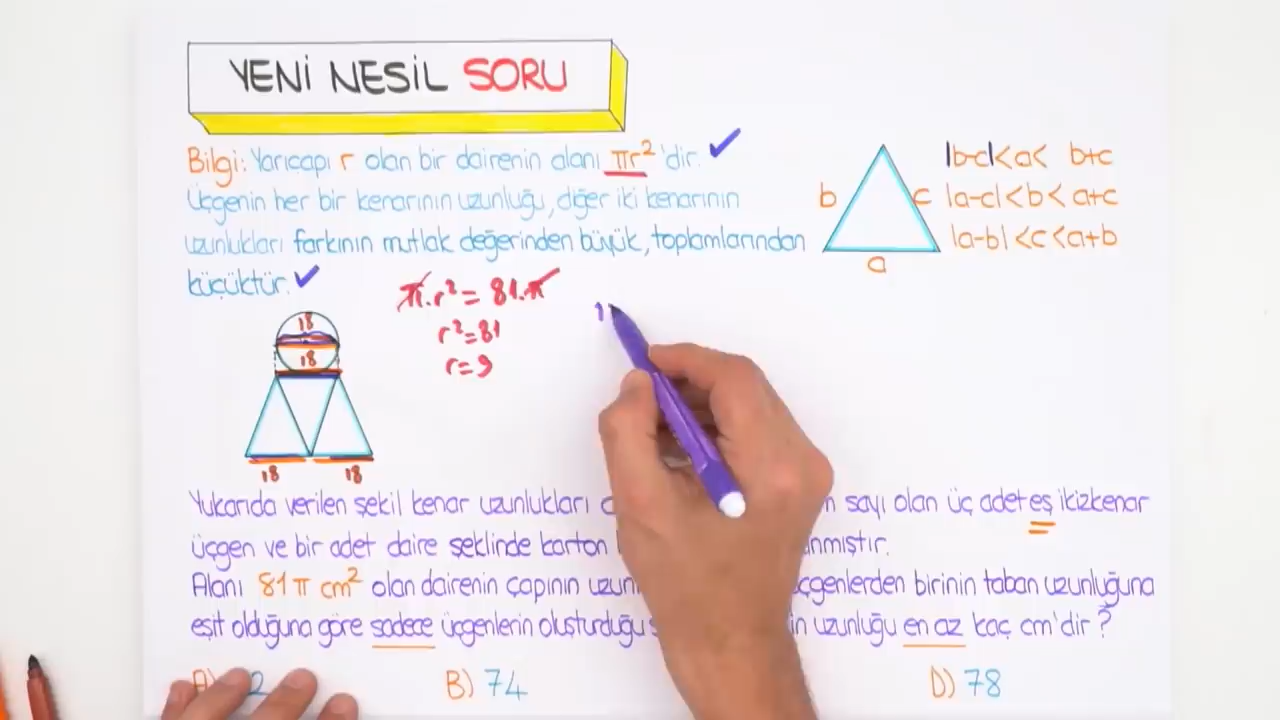 YENİ NESİL SORU
Bilgi: Yarıçapı r olan bir dairenin alanı πr² 'dir.
Üçgenin her bir kenarının uzunluğu, diğer iki kenarının
uzunlukları farkının mutlak değerinden büyük, toplamlarından
küçüktür.
b
c
a
|b-c|<a< b+c
|a-c|<b< a+c
|a-b|<c<a+b
π.r²=81.π
r²=81
r=9
18
18
18
18
Yukarıda verilen şekil kenar uzunlukları sayı olan üç adet eş ikizkenar
üçgen ve bir adet daire şeklinde karton
Alanı 81π cm² olan dairenin çapının üçgenlerden birinin taban uzunluğuna
eşit olduğuna göre sadece üçgenlerin oluşturduğu uzunluğu en az kaç cm'dir?
B) 74
D) 78